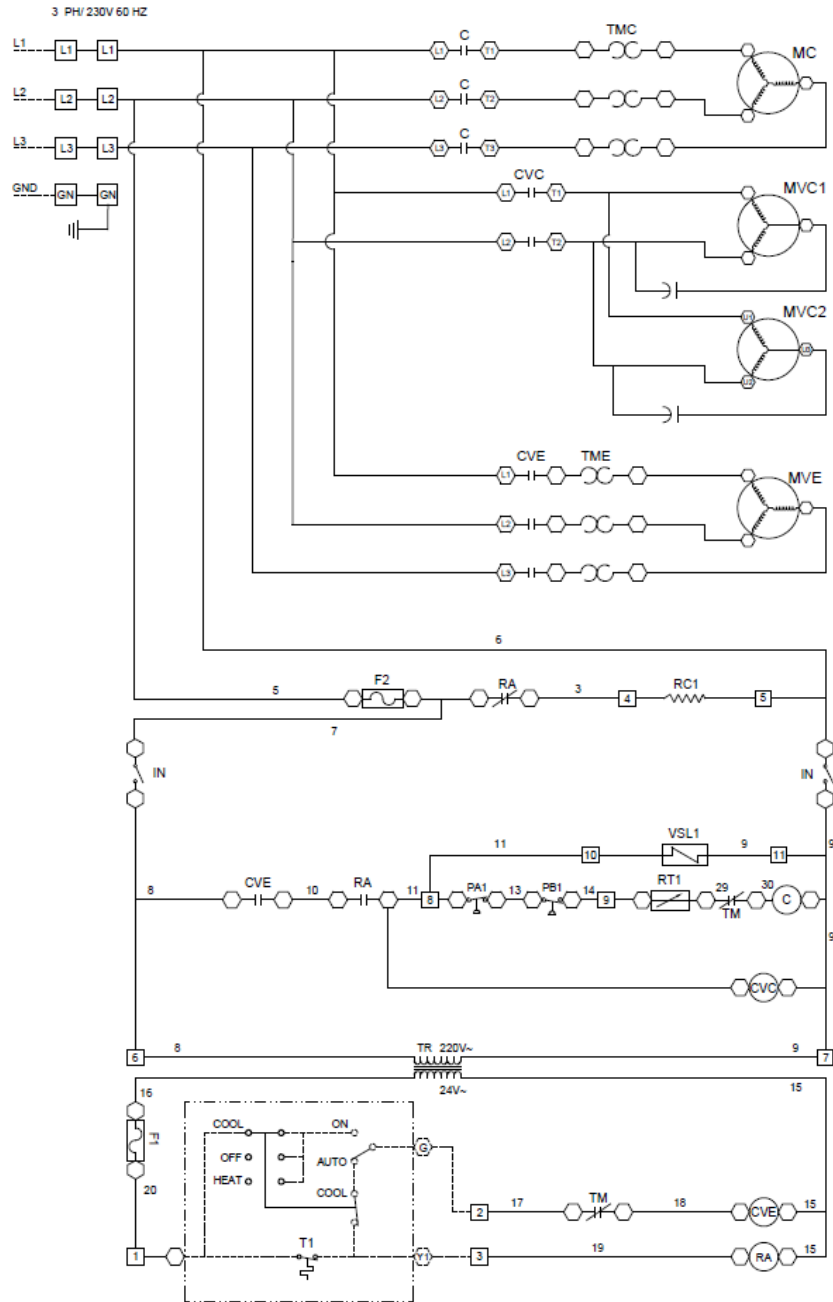 3 PH/ 230V 60 HZ
L1 L1 L1 L1 C T1 TMC MC
L2 L2 L2 L2 C T2
L3 L3 L3 L3 C T3
GND GN GN
CVC MVC1
L1 T1
L2 T2
MVC2
U1
U3
U2
CVE TME MVE
L1
L2
L3
6
5 F2 RA 3 4 RC1 5
7
IN IN
VSL1
11 10 9 11 9
8 CVE 10 RA 11 8 PA1 13 PB1 14 9 RT1 29 TM 30 C
9
CVC
6 8 TR 220V~ 9 7
24V~
16 15
F1
COOL ON
OFF AUTO G
HEAT COOL
20 2 17 TM 18 CVE 15
1 T1 Y1 3 19 RA 15